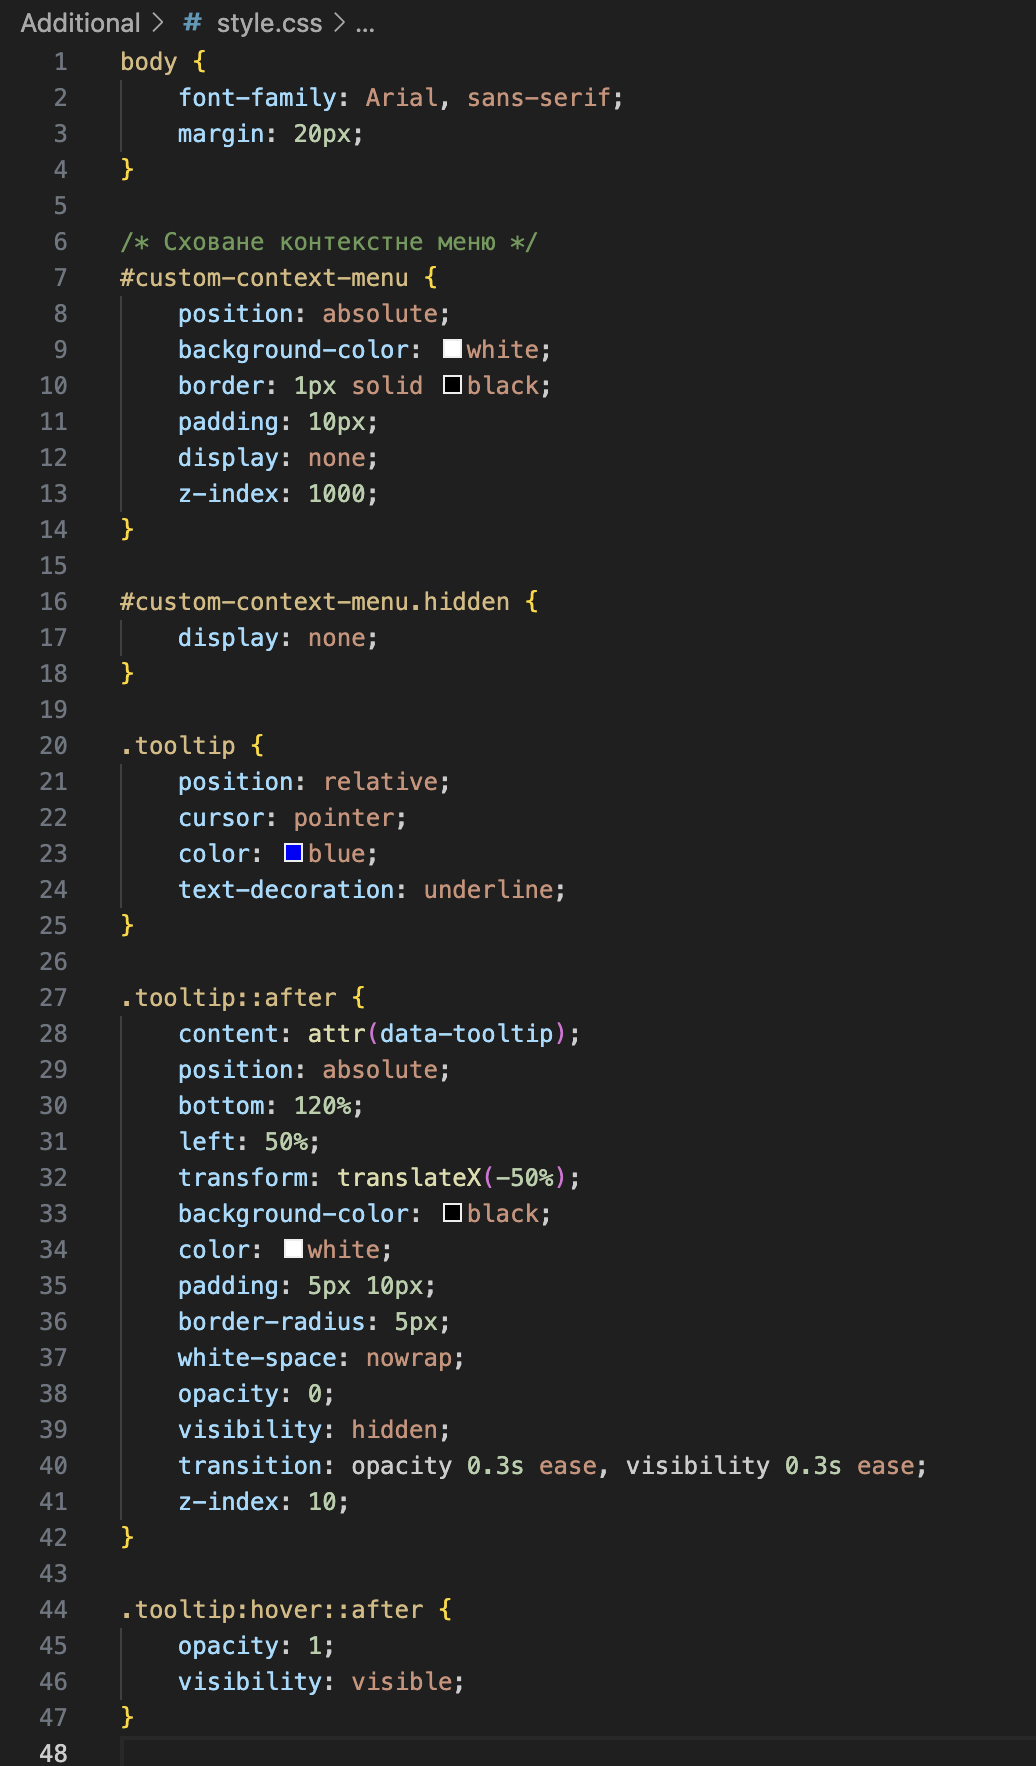 Additional > # style.css > ...
1 body {
2     font-family: Arial, sans-serif;
3     margin: 20px;
4 }
5
6 /* Сховане контекстне меню */
7 #custom-context-menu {
8     position: absolute;
9     background-color: white;
10     border: 1px solid black;
11     padding: 10px;
12     display: none;
13     z-index: 1000;
14 }
15
16 #custom-context-menu.hidden {
17     display: none;
18 }
19
20 .tooltip {
21     position: relative;
22     cursor: pointer;
23     color: blue;
24     text-decoration: underline;
25 }
26
27 .tooltip::after {
28     content: attr(data-tooltip);
29     position: absolute;
30     bottom: 120%;
31     left: 50%;
32     transform: translateX(-50%);
33     background-color: black;
34     color: white;
35     padding: 5px 10px;
36     border-radius: 5px;
37     white-space: nowrap;
38     opacity: 0;
39     visibility: hidden;
40     transition: opacity 0.3s ease, visibility 0.3s ease;
41     z-index: 10;
42 }
43
44 .tooltip:hover::after {
45     opacity: 1;
46     visibility: visible;
47 }
48